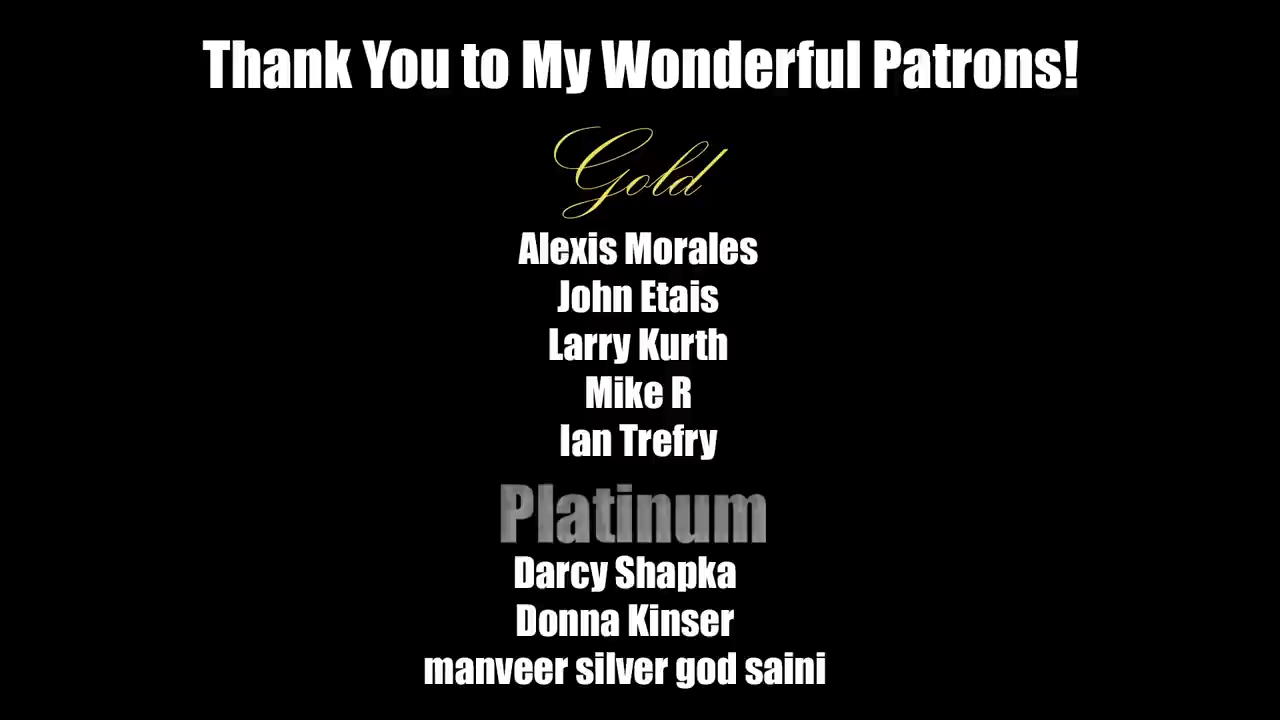 Thank You to My Wonderful Patrons!
Gold
Alexis Morales
John Etais
Larry Kurth
Mike R
Ian Trefry
Platinum
Darcy Shapka
Donna Kinser
manveer silver god saini